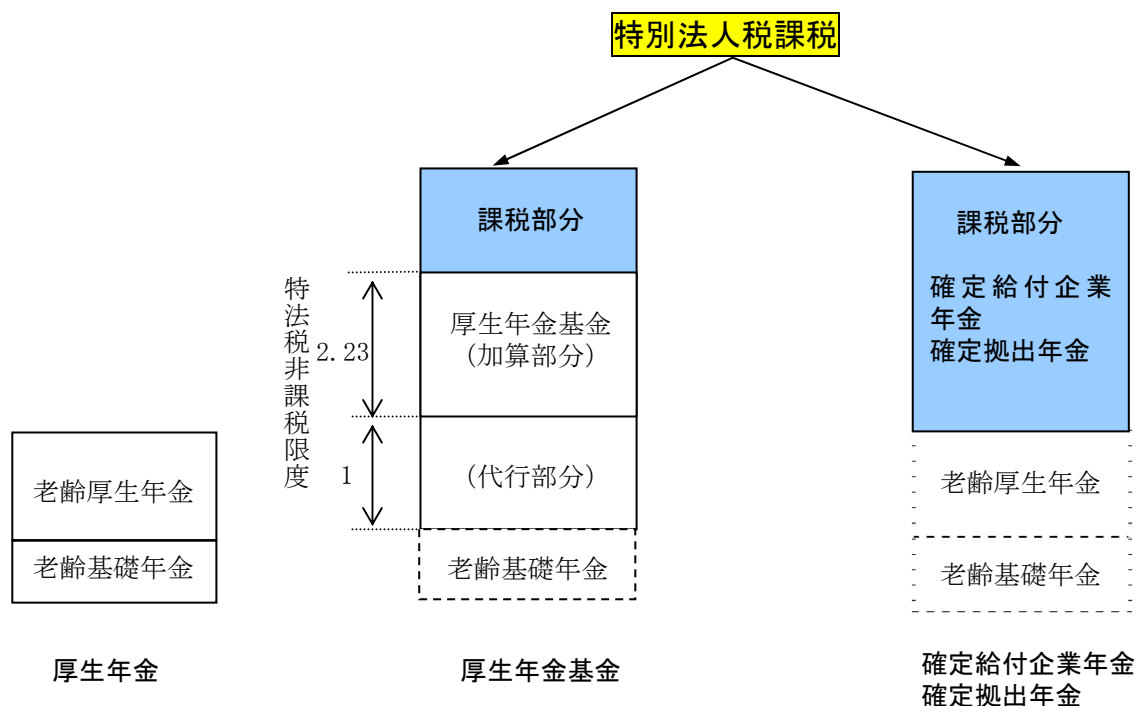 特別法人税課税
課税部分
厚生年金基金
（加算部分）
（代行部分）
老齢基礎年金
特法税非課税限度
2.23
1
老齢厚生年金
老齢基礎年金
課税部分
確定給付企業
年金
確定拠出年金
老齢厚生年金
老齢基礎年金
厚生年金
厚生年金基金
確定給付企業年金
確定拠出年金